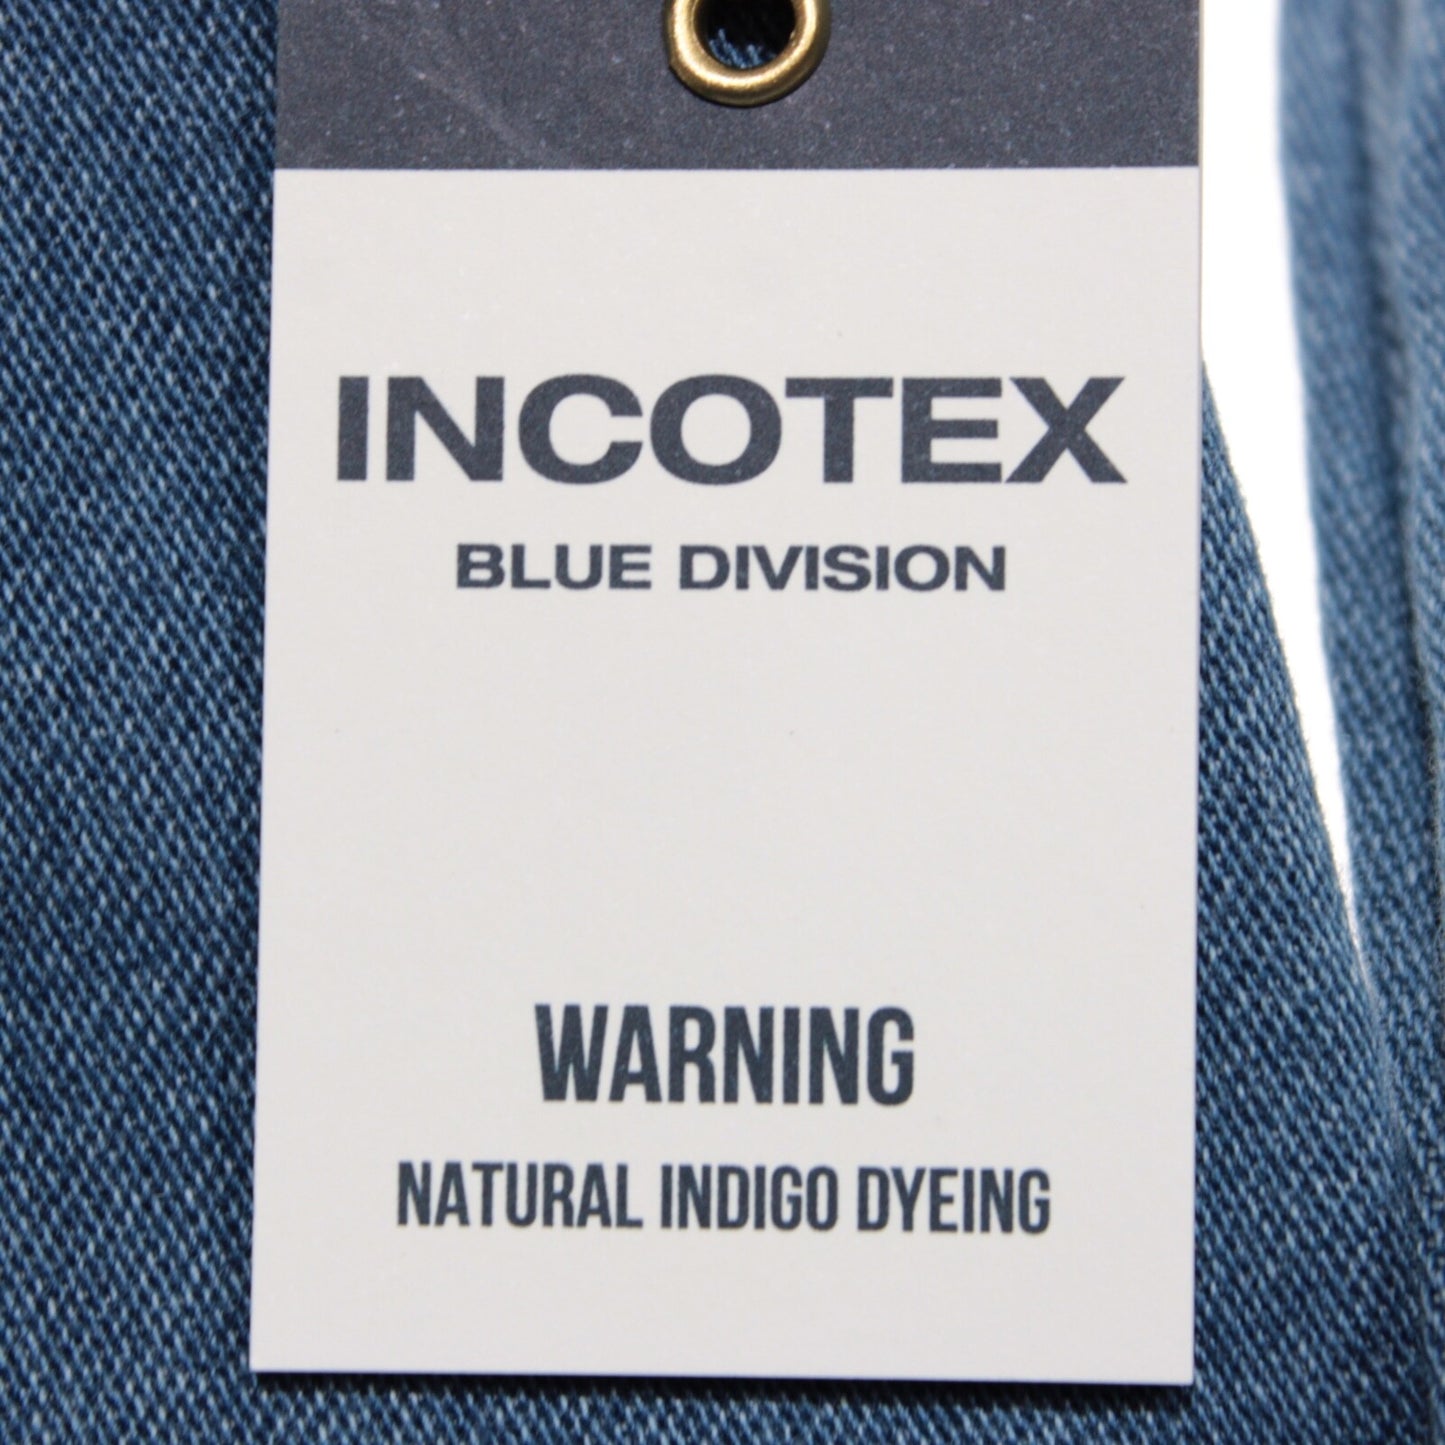 INCOTEX
BLUE DIVISION
WARNING
NATURAL INDIGO DYEING